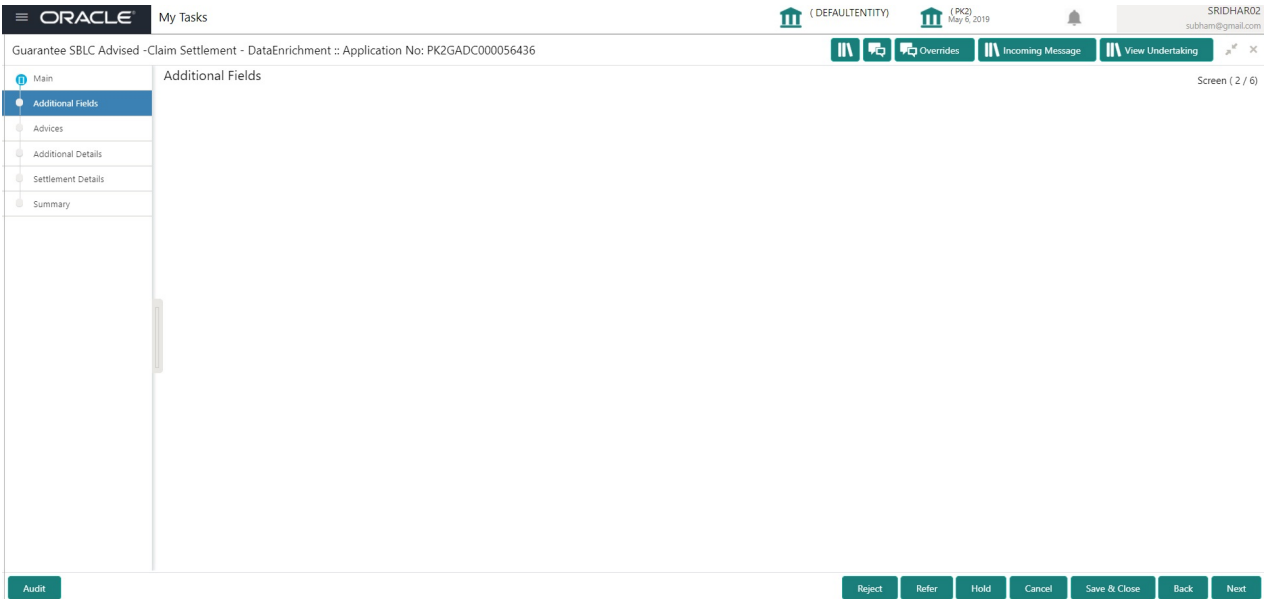 ORACLE
My Tasks
( DEFAULTENTITY)
( PK2)
May 6, 2019
SRIDHAR02
subham@gmail.com
Guarantee SBLC Advised -Claim Settlement - DataEnrichment :: Application No: PK2GADC000056436
Overrides
Incoming Message
View Undertaking
Main
Additional Fields
Advices
Additional Details
Settlement Details
Summary
Additional Fields
Screen ( 2 / 6)
Audit
Reject
Refer
Hold
Cancel
Save & Close
Back
Next